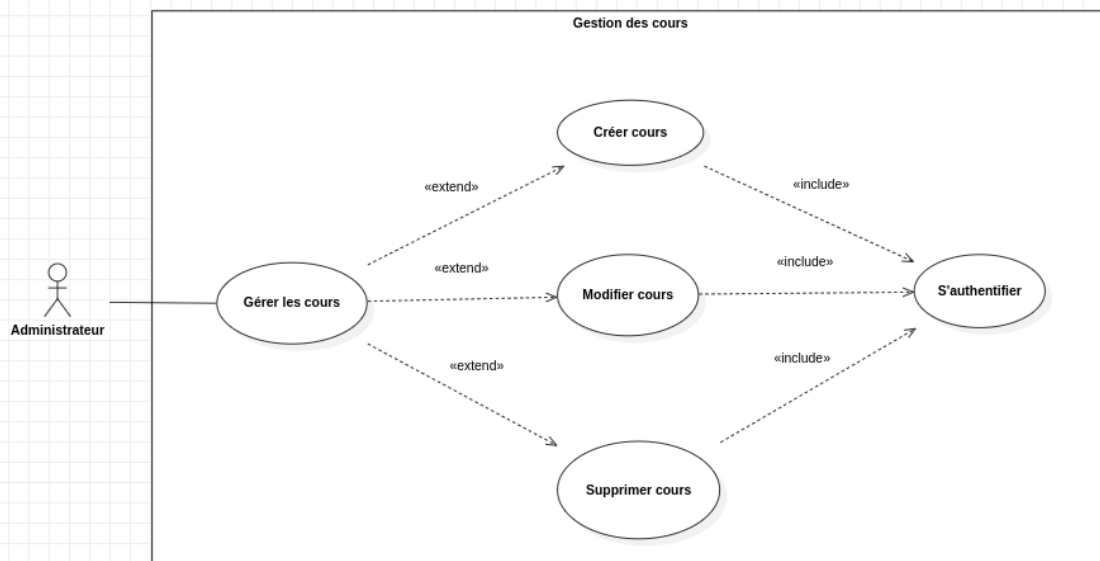 Gestion des cours
Créer cours
«extend»
«include»
«extend»
«include»
Gérer les cours
Modifier cours
S'authentifier
Administrateur
«extend»
«include»
Supprimer cours